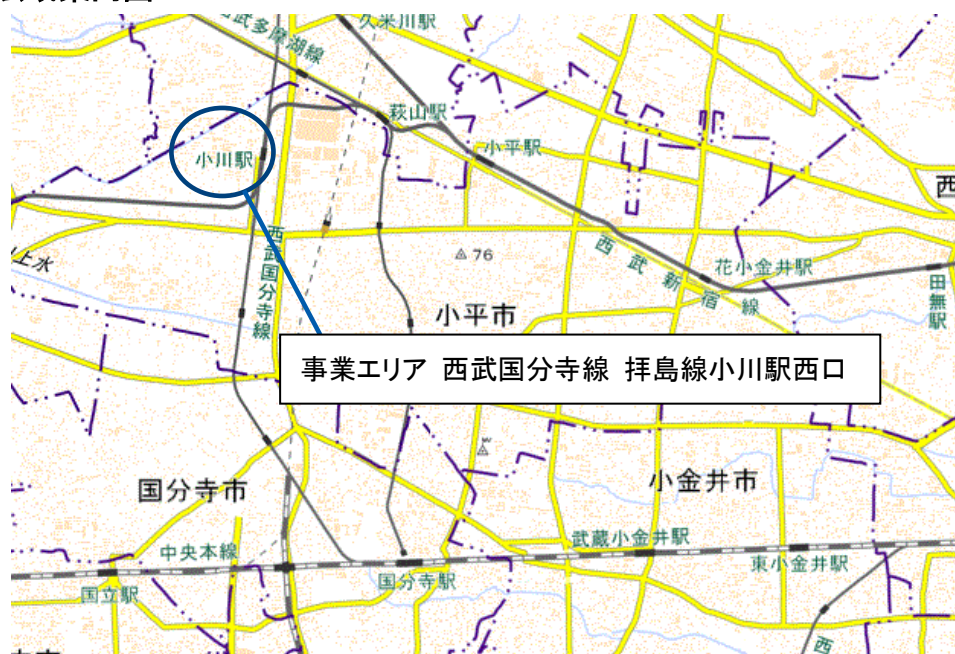 久米川駅
西武多摩湖線
萩山駅
小平駅
小川駅
西
上水
西武国分寺線
76
西武新宿線
花小金井駅
田無駅
小平市
事業エリア 西武国分寺線 拝島線小川駅西口
国分寺市
小金井市
中央本線
武蔵小金井駅
東小金井駅
国立駅
国分寺駅
西